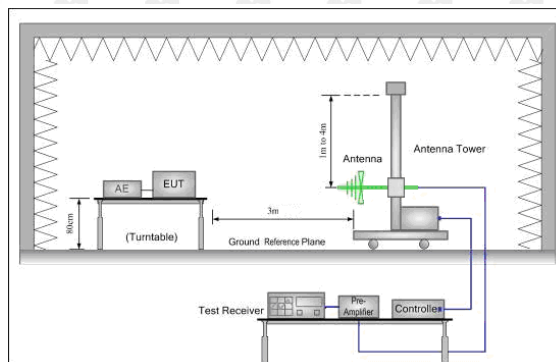 1m to 4m
Antenna
Antenna Tower
AE
EUT
80cm
(Turntable)
3m
Ground Reference Plane
Test Receiver
Pre-
Amplifier
Controller